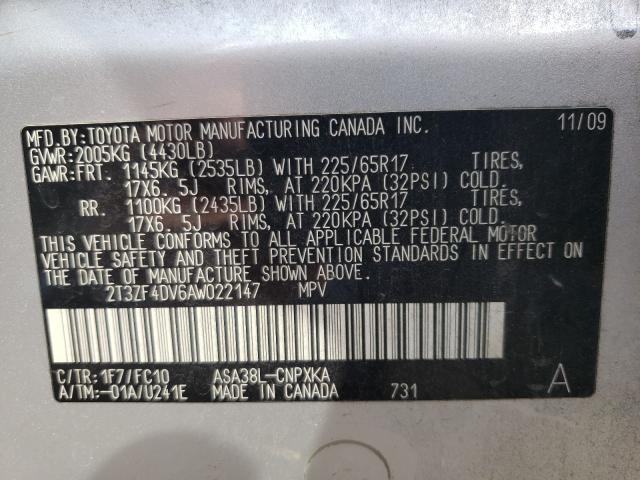 MFD.BY:TOYOTA MOTOR MANUFACTURING CANADA INC. 11/09
GVWR:2005KG (4430LB)
GAWR:FRT. 1145KG (2535LB) WITH 225/65R17 TIRES,
17X6. 5J RIMS, AT 220KPA (32PSI) COLD.
RR. 1100KG (2435LB) WITH 225/65R17 TIRES,
17X6. 5J RIMS, AT 220KPA (32PSI) COLD.
THIS VEHICLE CONFORMS TO ALL APPLICABLE FEDERAL MOTOR
VEHICLE SAFETY AND THEFT PREVENTION STANDARDS IN EFFECT ON
THE DATE OF MANUFACTURE SHOWN ABOVE.
2T3ZF4DV6AW022147 MPV
C/TR:1F7/FC10 ASA38L-CNPXKA
A/TM:-01A/U241E MADE IN CANADA 731 A